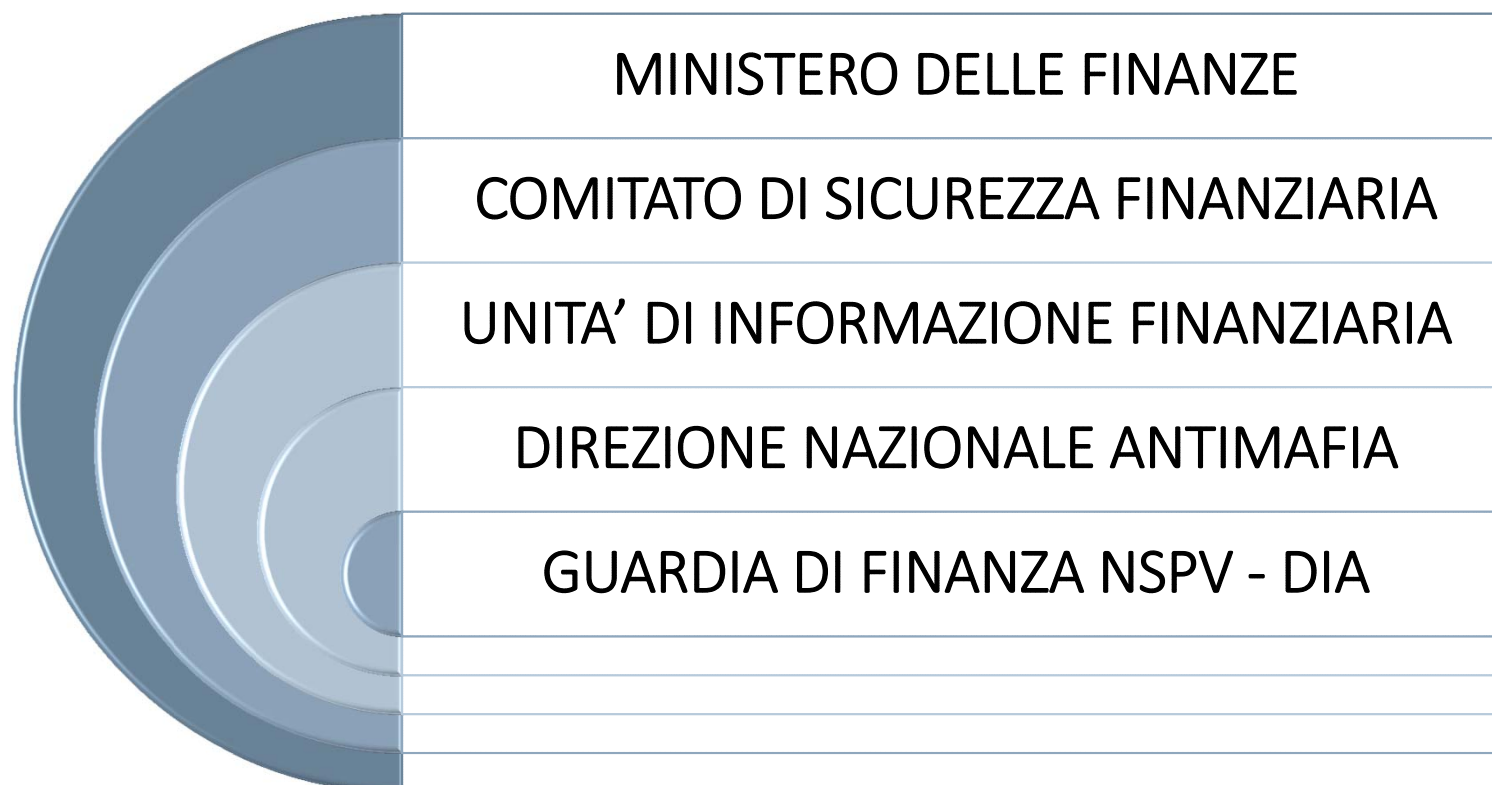 MINISTERO DELLE FINANZE
COMITATO DI SICUREZZA FINANZIARIA
UNITA’ DI INFORMAZIONE FINANZIARIA
DIREZIONE NAZIONALE ANTIMAFIA
GUARDIA DI FINANZA NSPV - DIA